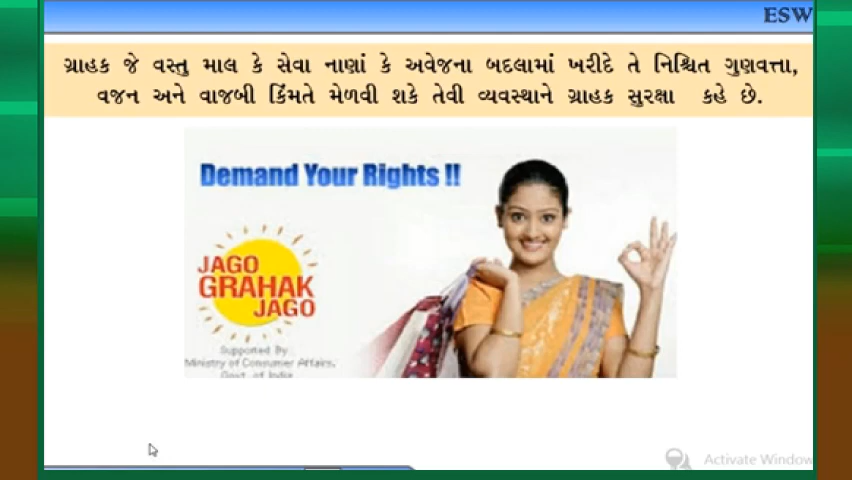 ESW
ગ્રાહક જે વસ્તુ માલ કે સેવા નાણાં કે અવેજના બદલામાં ખરીદે તે નિશ્ચિત ગુણવત્તા,
વજન અને વાજબી કિંમતે મેળવી શકે તેવી વ્યવસ્થાને ગ્રાહક સુરક્ષા કહે છે.
Demand Your Rights !!
JAGO
GRAHAK
JAGO
Supported By
Ministry of Consumer Affairs,
Govt. of India
Activate Window